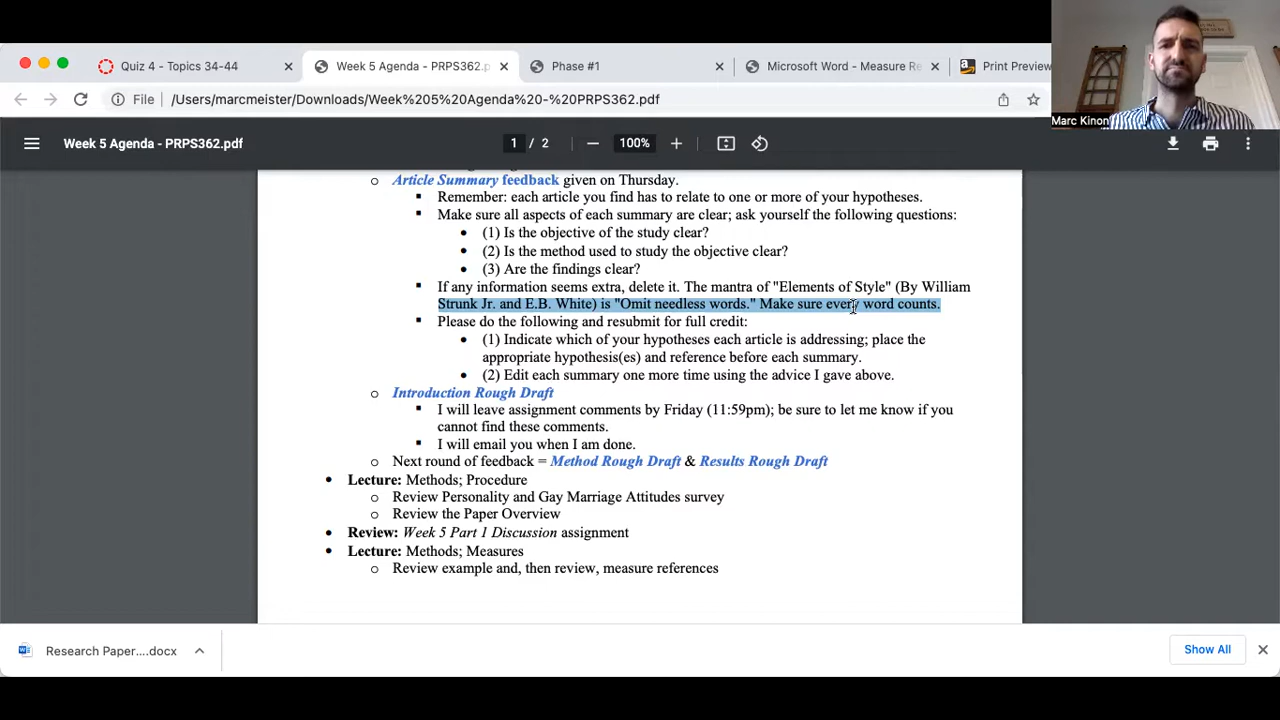 Quiz 4 - Topics 34-44
Week 5 Agenda - PRPS362.p
Phase #1
Microsoft Word - Measure Re
Print Preview
File | /Users/marcmeister/Downloads/Week%205%20Agenda%20-%20PRPS362.pdf
Marc Kinon
Week 5 Agenda - PRPS362.pdf
1 / 2
100%
o Article Summary feedback given on Thursday.
▪ Remember: each article you find has to relate to one or more of your hypotheses.
▪ Make sure all aspects of each summary are clear; ask yourself the following questions:
• (1) Is the objective of the study clear?
• (2) Is the method used to study the objective clear?
• (3) Are the findings clear?
▪ If any information seems extra, delete it. The mantra of "Elements of Style" (By William
Strunk Jr. and E.B. White) is "Omit needless words." Make sure every word counts.
▪ Please do the following and resubmit for full credit:
• (1) Indicate which of your hypotheses each article is addressing; place the
appropriate hypothesis(es) and reference before each summary.
• (2) Edit each summary one more time using the advice I gave above.
o Introduction Rough Draft
▪ I will leave assignment comments by Friday (11:59pm); be sure to let me know if you
cannot find these comments.
▪ I will email you when I am done.
o Next round of feedback = Method Rough Draft & Results Rough Draft
• Lecture: Methods; Procedure
o Review Personality and Gay Marriage Attitudes survey
o Review the Paper Overview
• Review: Week 5 Part 1 Discussion assignment
• Lecture: Methods; Measures
o Review example and, then review, measure references
Research Paper....docx
Show All